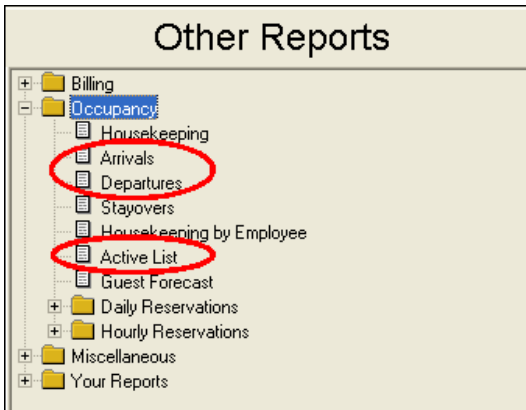 Other Reports
Billing
Occupancy
Housekeeping
Arrivals
Departures
Stayovers
Housekeeping by Employee
Active List
Guest Forecast
Daily Reservations
Hourly Reservations
Miscellaneous
Your Reports